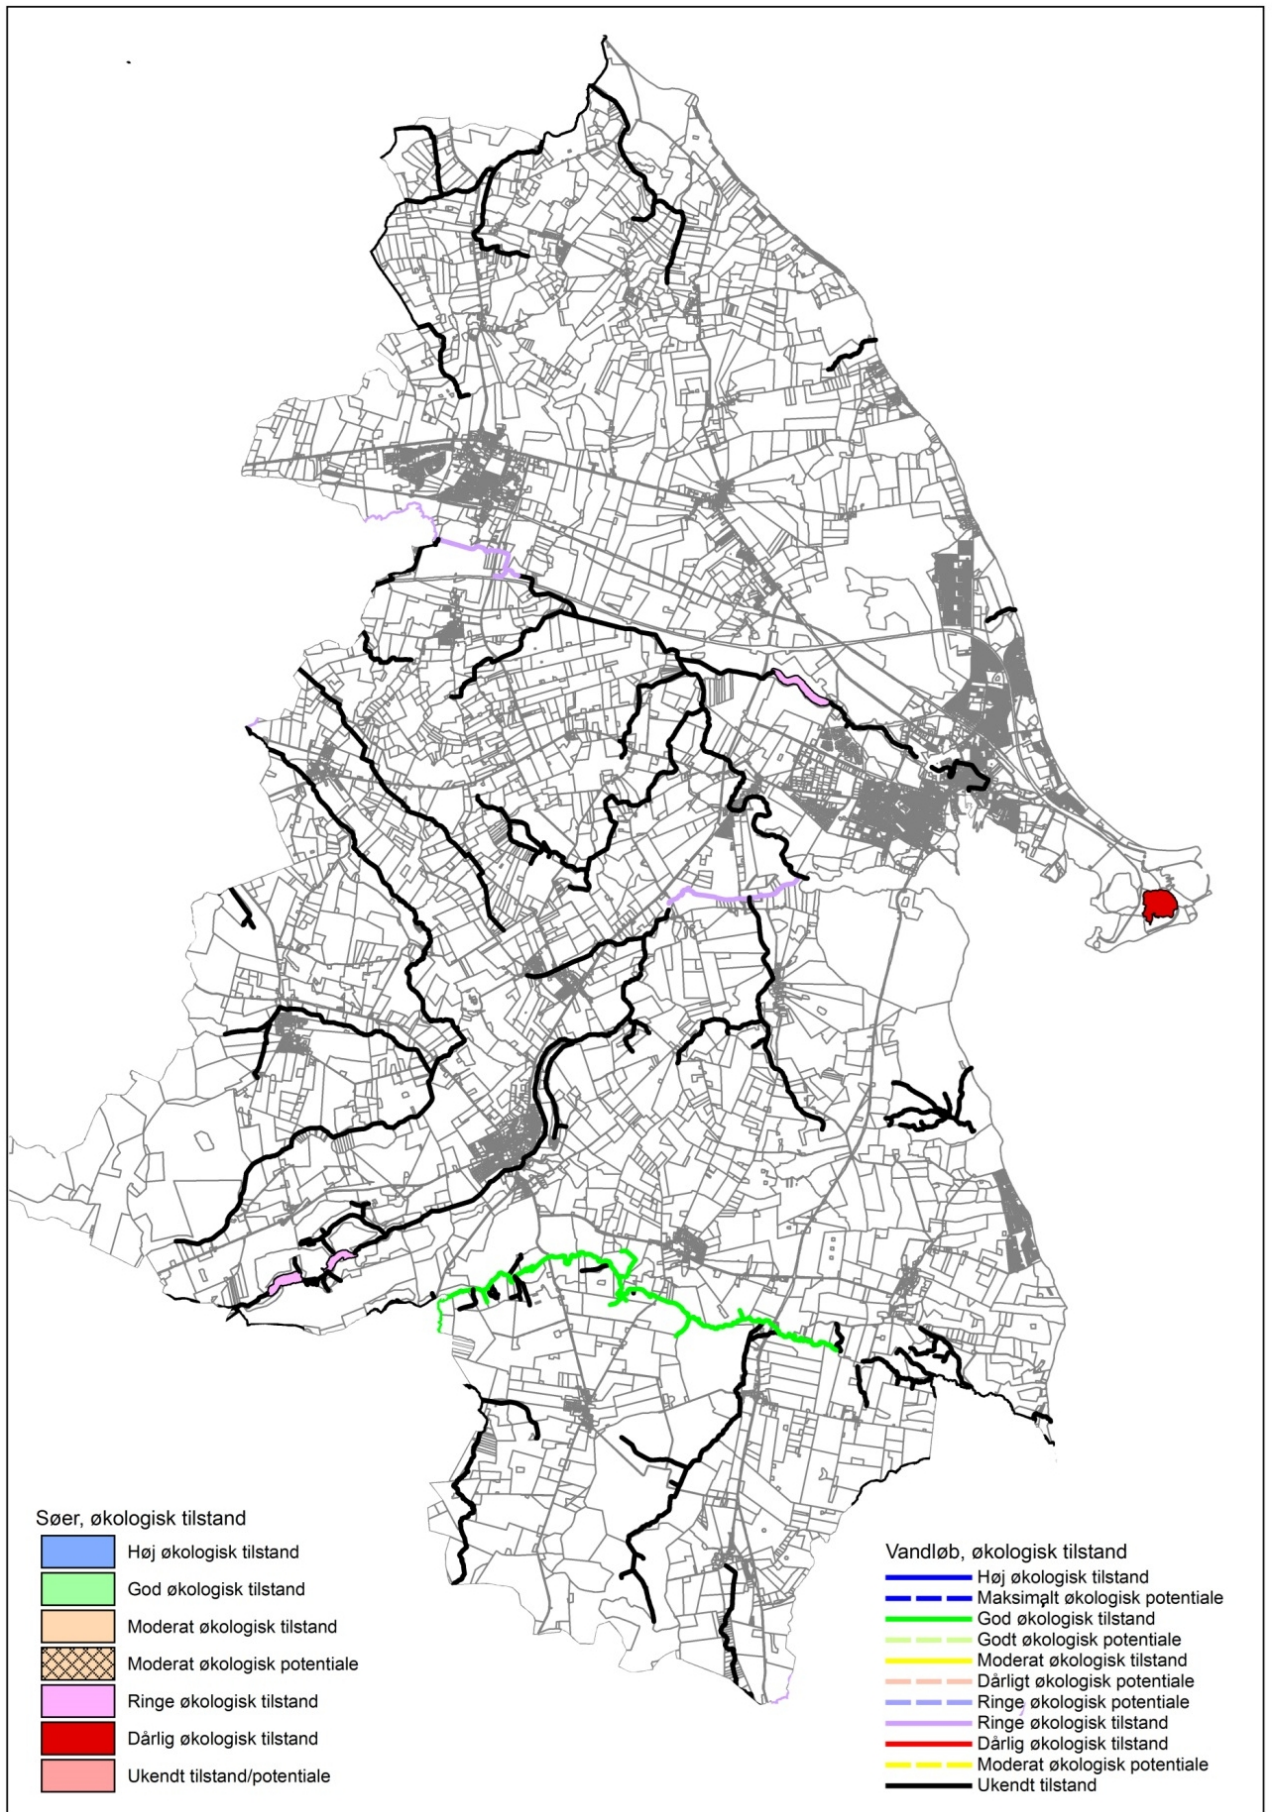 Søer, økologisk tilstand
Høj økologisk tilstand
God økologisk tilstand
Moderat økologisk tilstand
Moderat økologisk potentiale
Ringe økologisk tilstand
Dårlig økologisk tilstand
Ukendt tilstand/potentiale
Vandløb, økologisk tilstand
Høj økologisk tilstand
Maksimalt økologisk potentiale
God økologisk tilstand
Godt økologisk potentiale
Moderat økologisk tilstand
Dårligt økologisk potentiale
Ringe økologisk potentiale
Ringe økologisk tilstand
Dårlig økologisk tilstand
Moderat økologisk potentiale
Ukendt tilstand